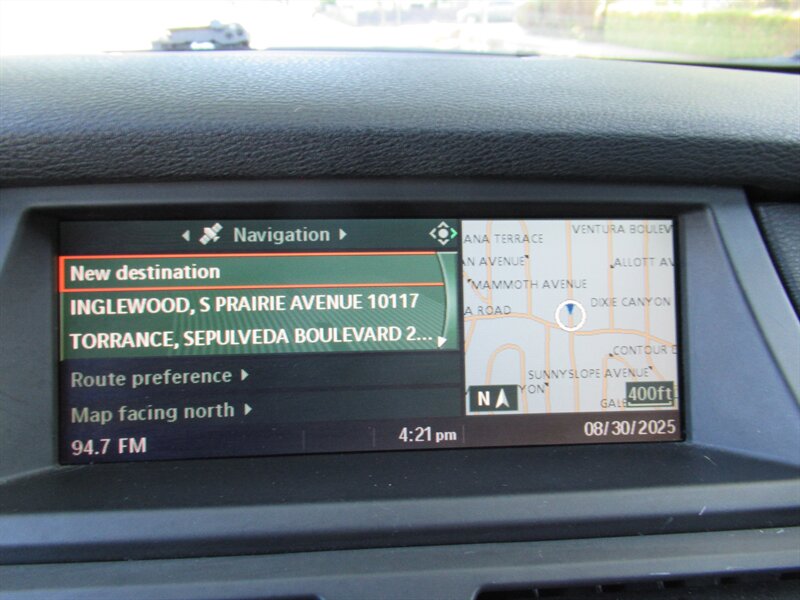 Navigation
New destination
INGLEWOOD, S PRAIRIE AVENUE 10117
TORRANCE, SEPULVEDA BOULEVARD 2...
Route preference
Map facing north
94.7 FM
4:21 pm
08/30/2025
VENTURA BOULEV
ANA TERRACE
N AVENUE
ALLOTT AV
MAMMOTH AVENUE
DIXIE CANYON
A ROAD
CONTOUR
SUNNYSLOPE AVENUE
YON
N
400ft